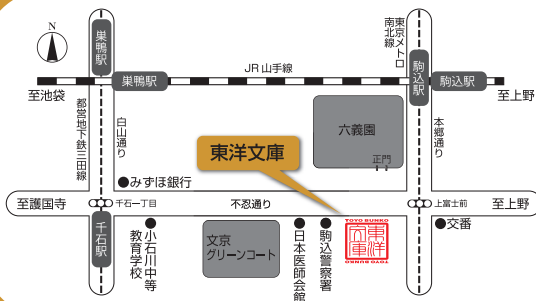 N
巣鴨駅
巣鴨駅
JR山手線
東京メトロ
南北線
駒込駅
駒込駅
至池袋
至上野
都営地下鉄三田線
白山通り
六義園
正門
本郷通り
東洋文庫
みずほ銀行
至護国寺
千石一丁目
不忍通り
上富士前
至上野
千石駅
小石川中等
教育学校
文京
グリーンコート
日本医師会館
駒込警察署
TOYO BUNKO
東洋
文庫
TOYO BUNKO
交番